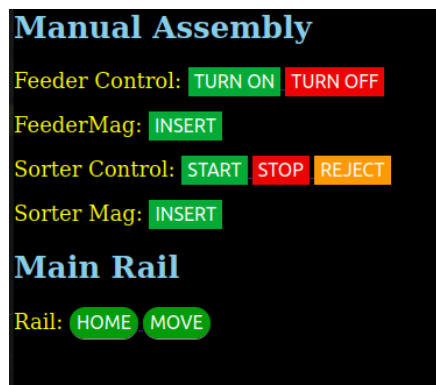 Manual Assembly
Feeder Control: TURN ON TURN OFF
FeederMag: INSERT
Sorter Control: START STOP REJECT
Sorter Mag: INSERT
Main Rail
Rail: HOME MOVE